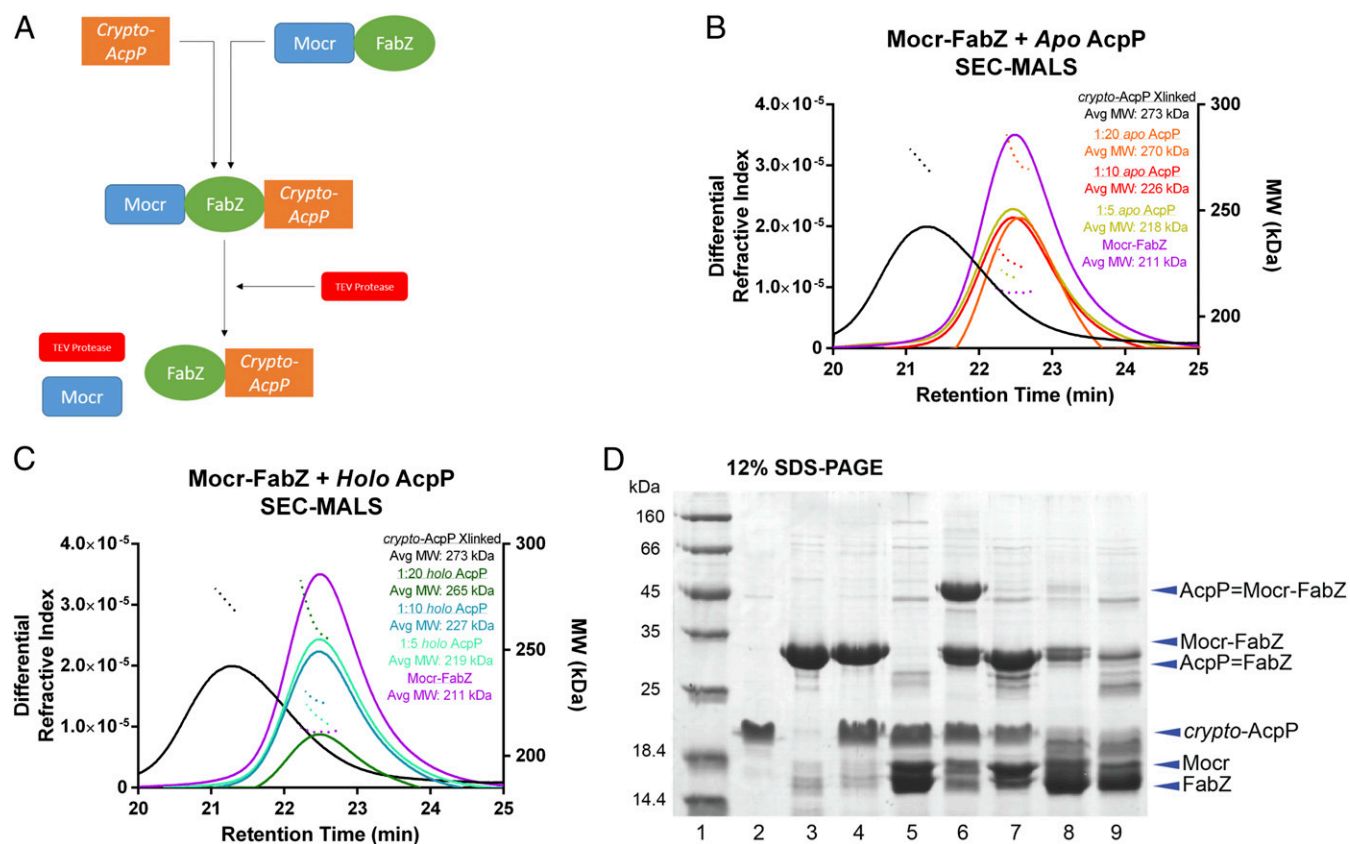 A
Crypto-
AcpP
Mocr
FabZ
Mocr
FabZ
Crypto-
AcpP
TEV Protease
TEV Protease
Mocr
FabZ
Crypto-
AcpP
B
Mocr-FabZ + Apo AcpP
SEC-MALS
Differential
Refractive Index
4.0×10⁻⁵
3.0×10⁻⁵
2.0×10⁻⁵
1.0×10⁻⁵
0
20 21 22 23 24 25
Retention Time (min)
300
250
200
MW (kDa)
crypto-AcpP Xlinked
Avg MW: 273 kDa
1:20 apo AcpP
Avg MW: 270 kDa
1:10 apo AcpP
Avg MW: 226 kDa
1:5 apo AcpP
Avg MW: 218 kDa
Mocr-FabZ
Avg MW: 211 kDa
C
Mocr-FabZ + Holo AcpP
SEC-MALS
Differential
Refractive Index
4.0×10⁻⁵
3.0×10⁻⁵
2.0×10⁻⁵
1.0×10⁻⁵
0
20 21 22 23 24 25
Retention Time (min)
300
250
200
MW (kDa)
crypto-AcpP Xlinked
Avg MW: 273 kDa
1:20 holo AcpP
Avg MW: 265 kDa
1:10 holo AcpP
Avg MW: 227 kDa
1:5 holo AcpP
Avg MW: 219 kDa
Mocr-FabZ
Avg MW: 211 kDa
D
12% SDS-PAGE
kDa
160
66
45
35
25
18.4
14.4
AcpP=Mocr-FabZ
Mocr-FabZ
AcpP=FabZ
crypto-AcpP
Mocr
FabZ
1 2 3 4 5 6 7 8 9